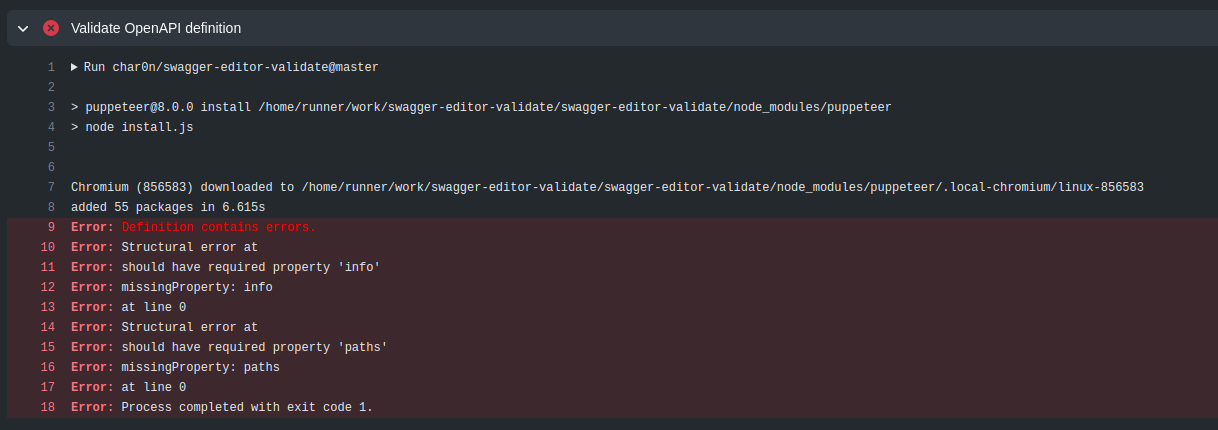 Validate OpenAPI definition
1 Run char0n/swagger-editor-validate@master
2
3 > puppeteer@8.0.0 install /home/runner/work/swagger-editor-validate/swagger-editor-validate/node_modules/puppeteer
4 > node install.js
5
6
7 Chromium (856583) downloaded to /home/runner/work/swagger-editor-validate/swagger-editor-validate/node_modules/puppeteer/.local-chromium/linux-856583
8 added 55 packages in 6.615s
9 Error: Definition contains errors.
10 Error: Structural error at
11 Error: should have required property 'info'
12 Error: missingProperty: info
13 Error: at line 0
14 Error: Structural error at
15 Error: should have required property 'paths'
16 Error: missingProperty: paths
17 Error: at line 0
18 Error: Process completed with exit code 1.